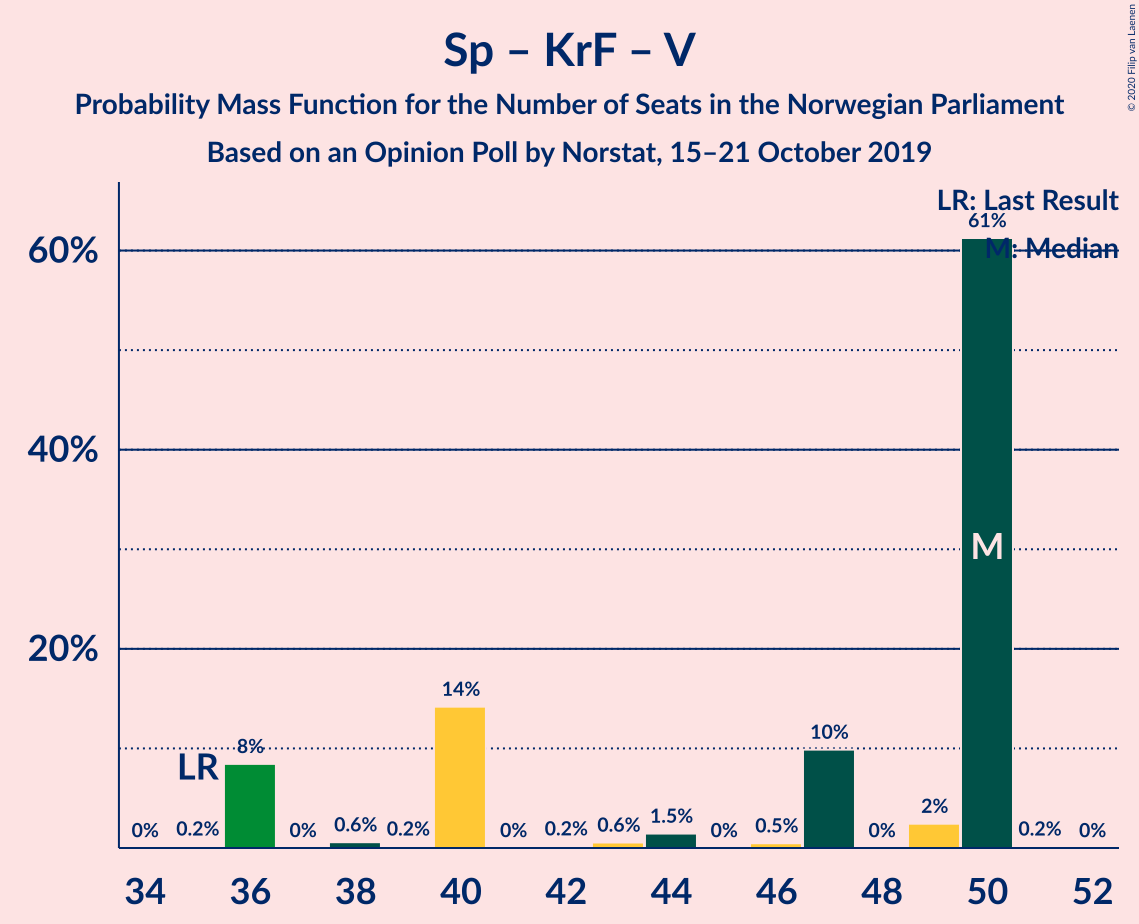 © 2020 Filip van Laenen
Sp – KrF – V
Probability Mass Function for the Number of Seats in the Norwegian Parliament
Based on an Opinion Poll by Norstat, 15–21 October 2019
LR: Last Result
M: Median
60%
40%
20%
61%
M
14%
10%
LR
8%
0% 0.2% 0% 0.6% 0.2% 0% 0.2% 0.6% 1.5% 0% 0.5% 0% 2% 0.2% 0%
34 36 38 40 42 44 46 48 50 52